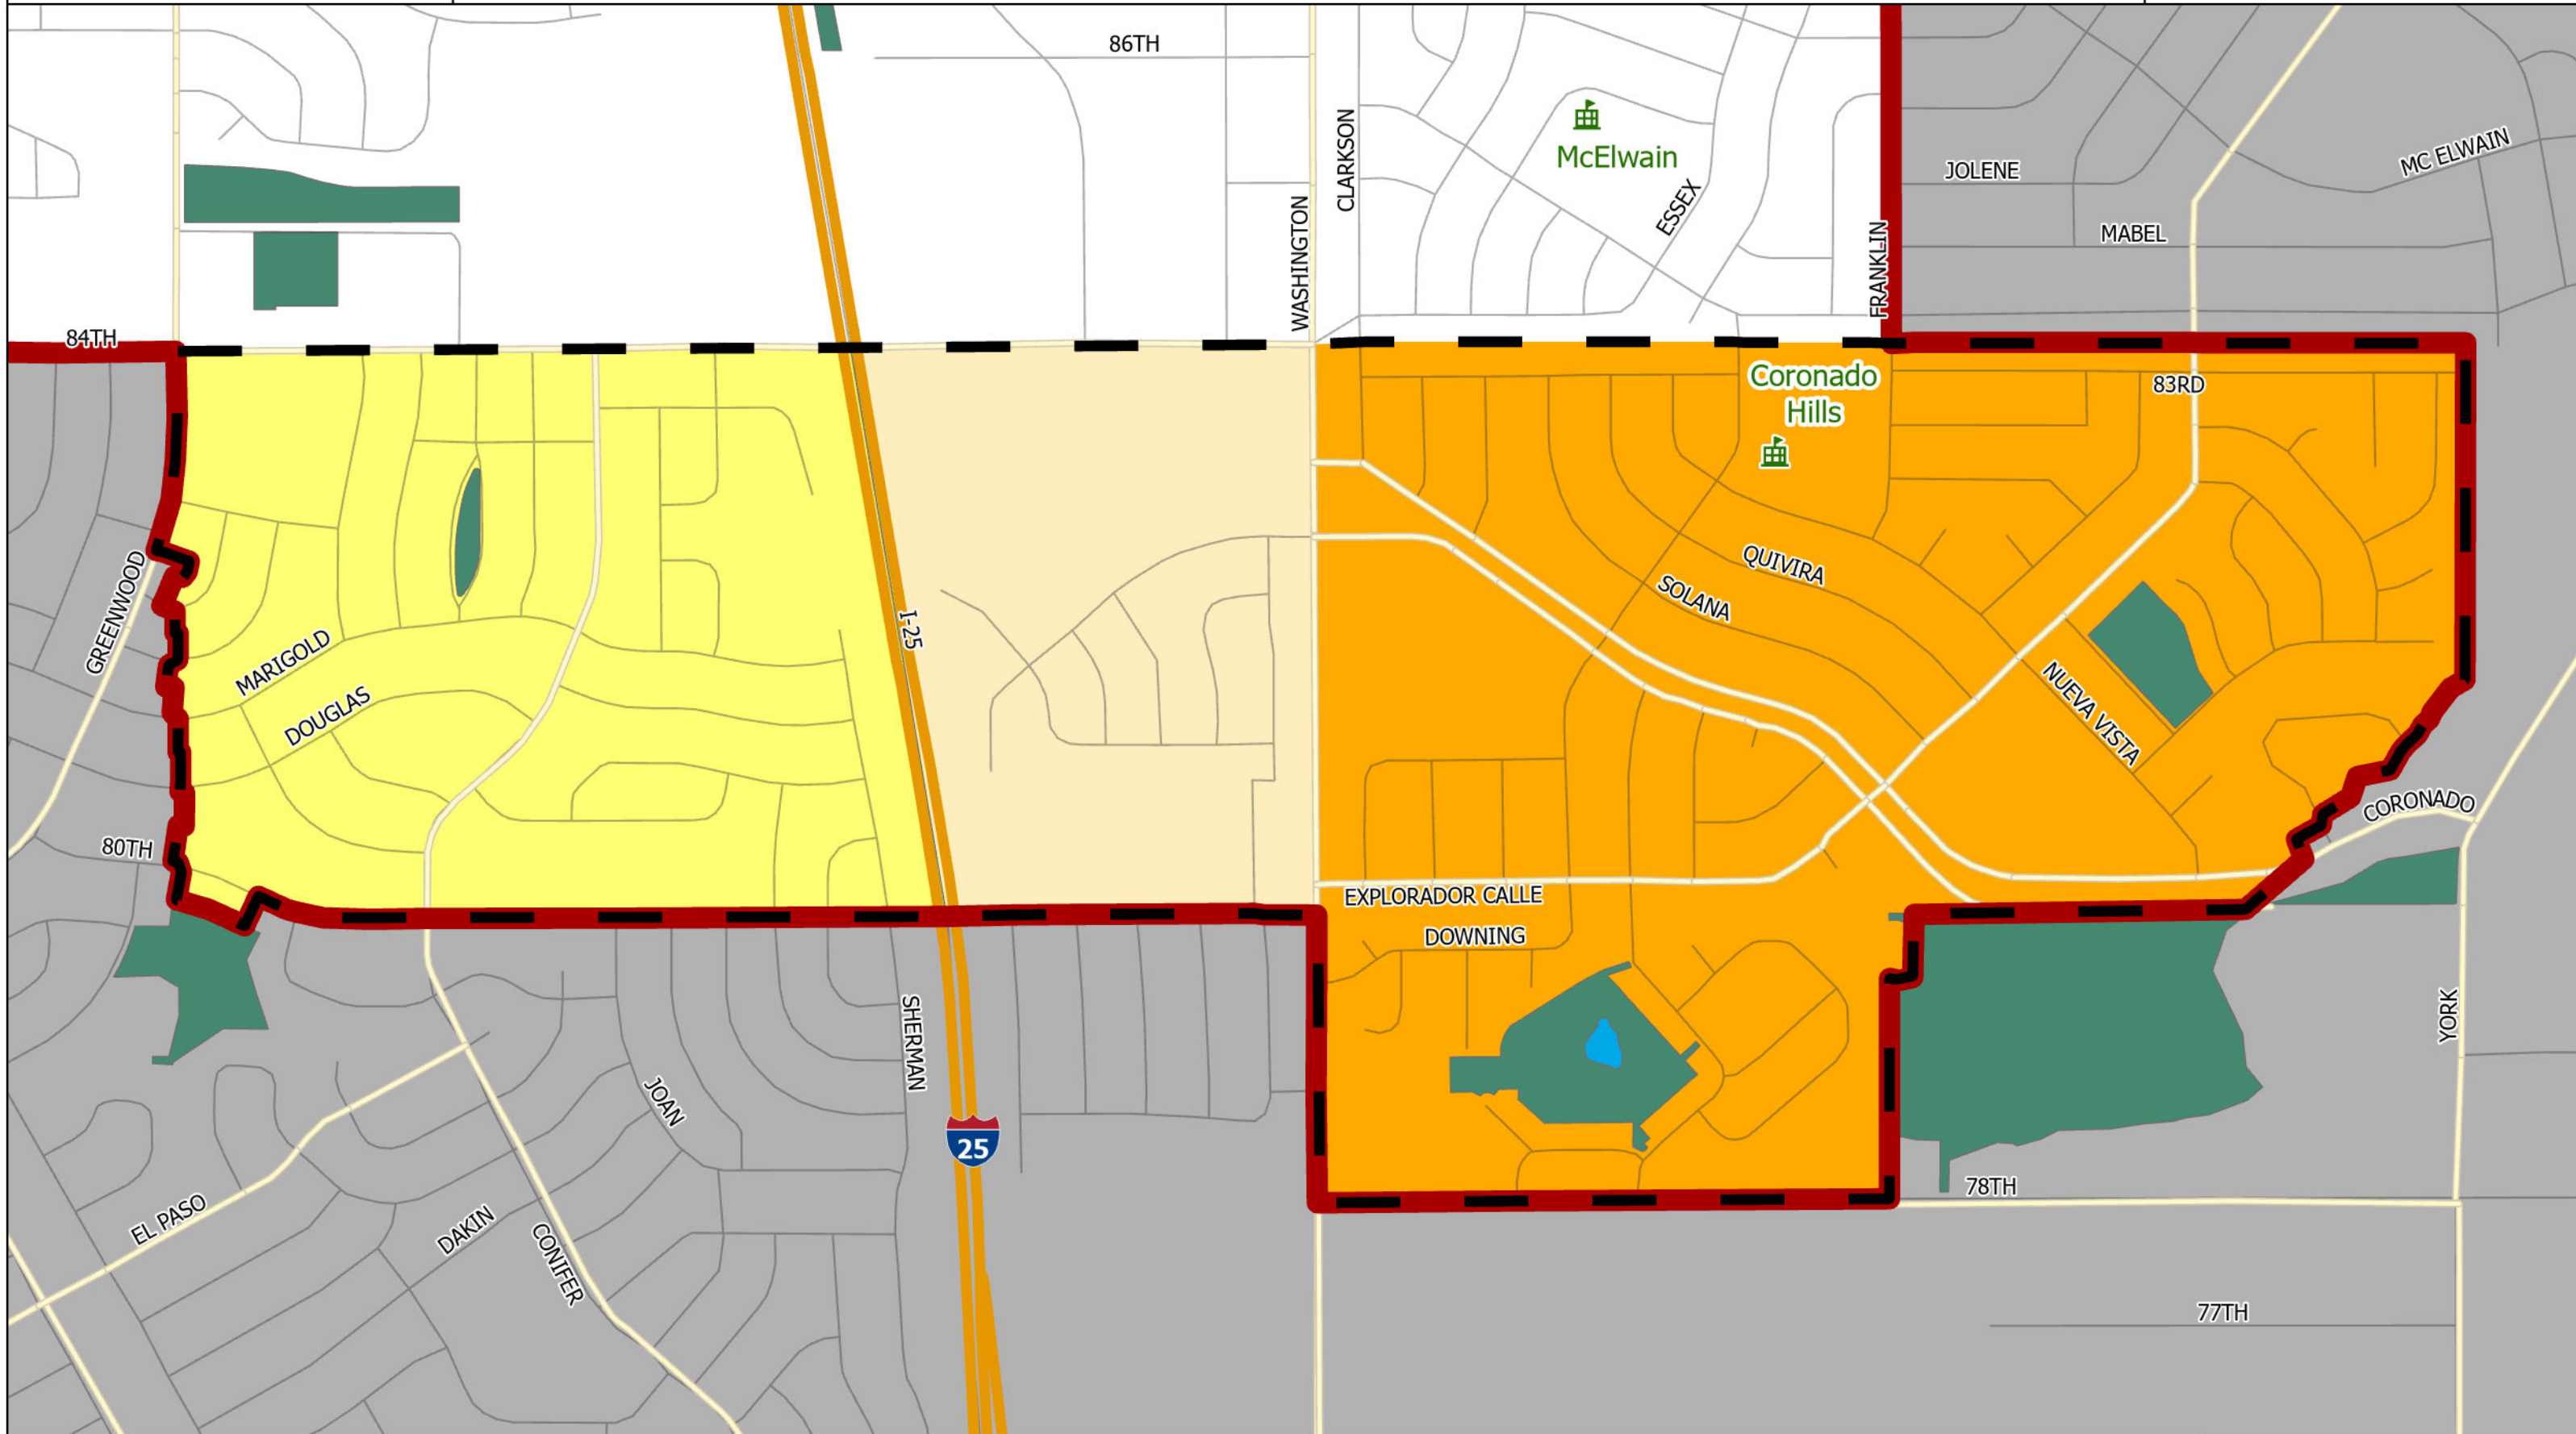 86TH
CLARKSON
McElwain
ESSEX
JOLENE
MC ELWAIN
MABEL
WASHINGTON
FRANKLIN
84TH
Coronado
Hills
83RD
GREENWOOD
MARIGOLD
DOUGLAS
I-25
QUIVIRA
SOLANA
NUEVA VISTA
CORONADO
80TH
EXPLORADOR CALLE
DOWNING
SHERMAN
YORK
JOAN
25
78TH
EL PASO
DAKIN
CONIFER
77TH